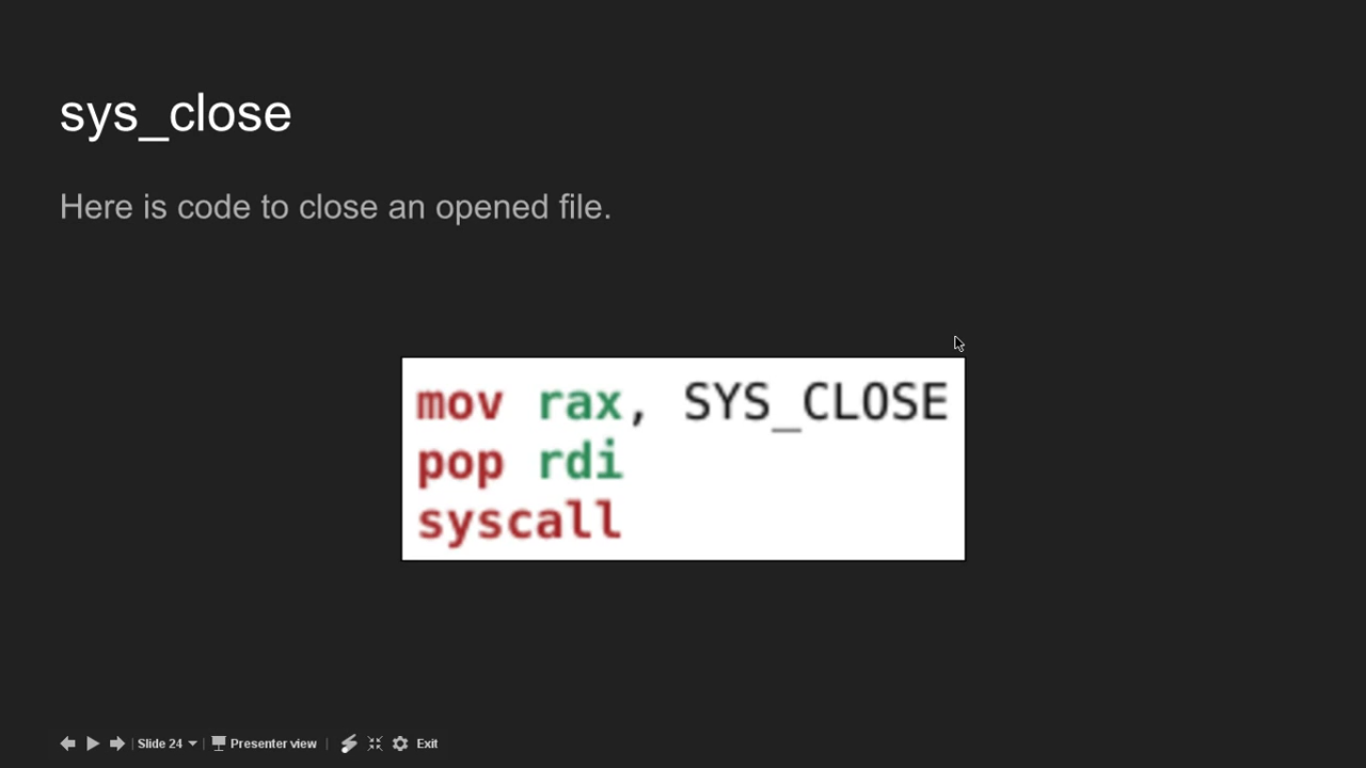 sys_close
Here is code to close an opened file.
mov rax, SYS_CLOSE
pop rdi
syscall
Slide 24 Presenter view Exit